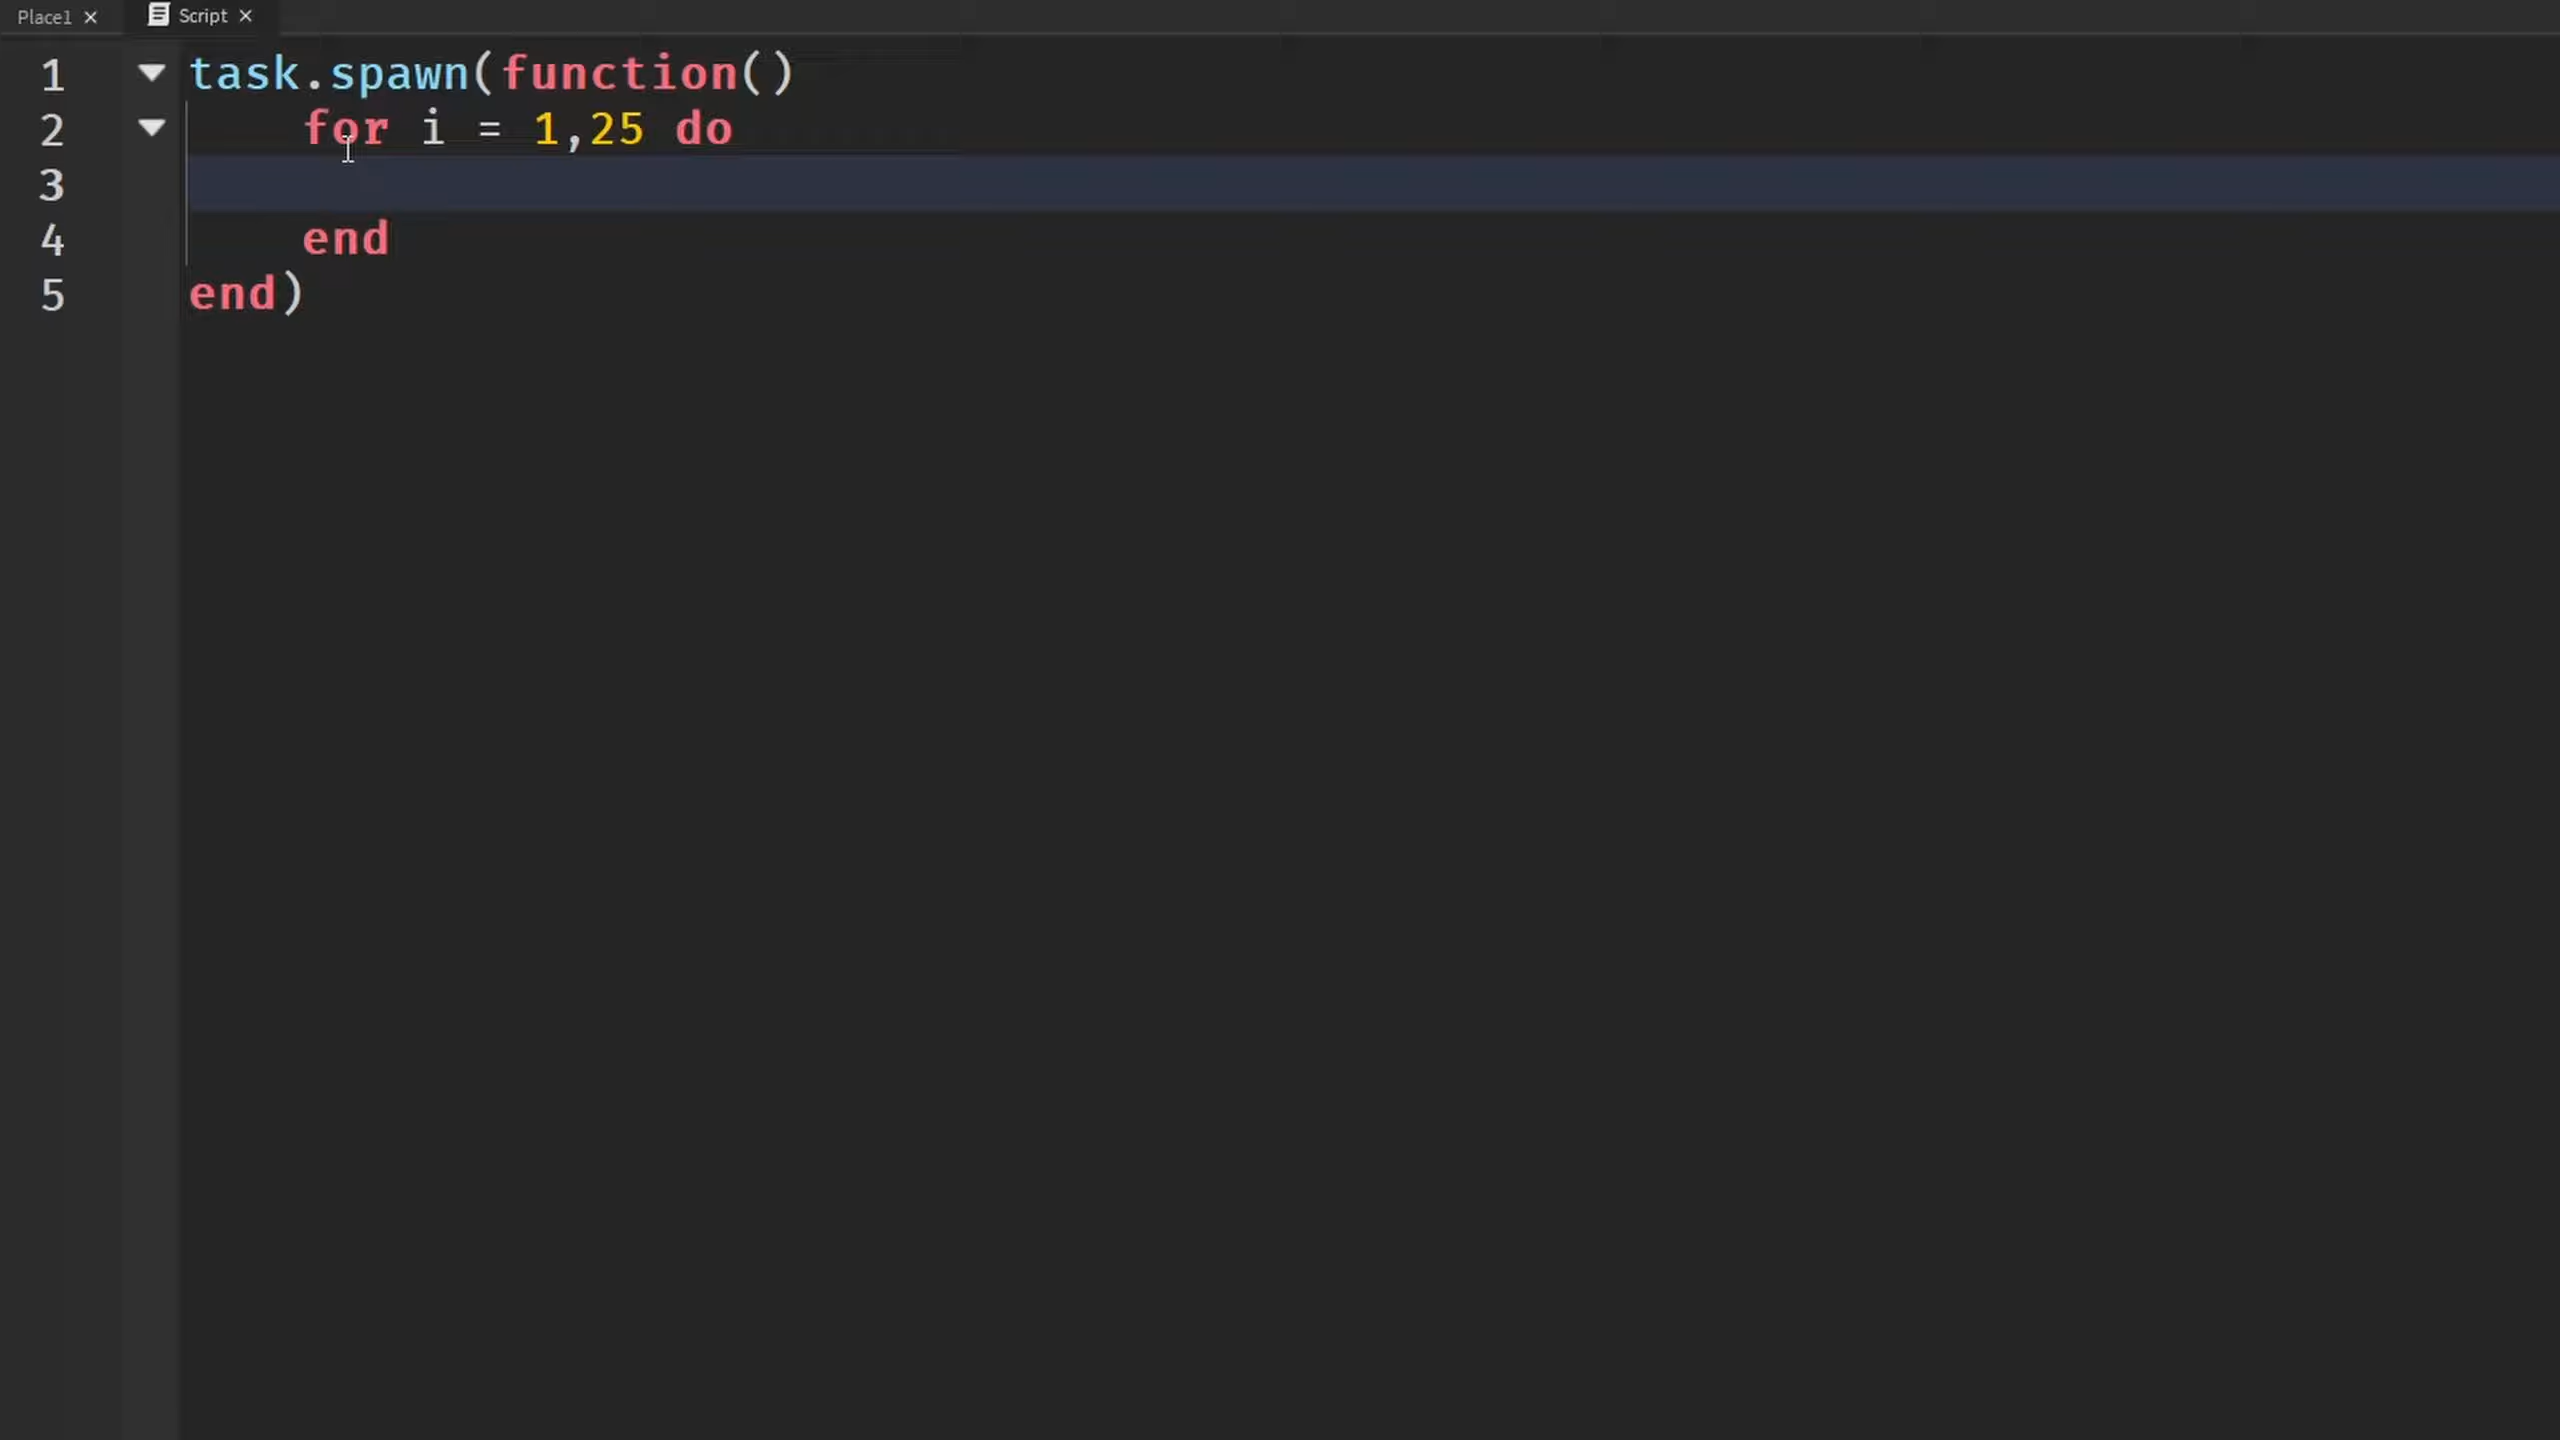 Place1 × Script ×
1 task.spawn(function()
2 for i = 1,25 do
3
4 end
5 end)